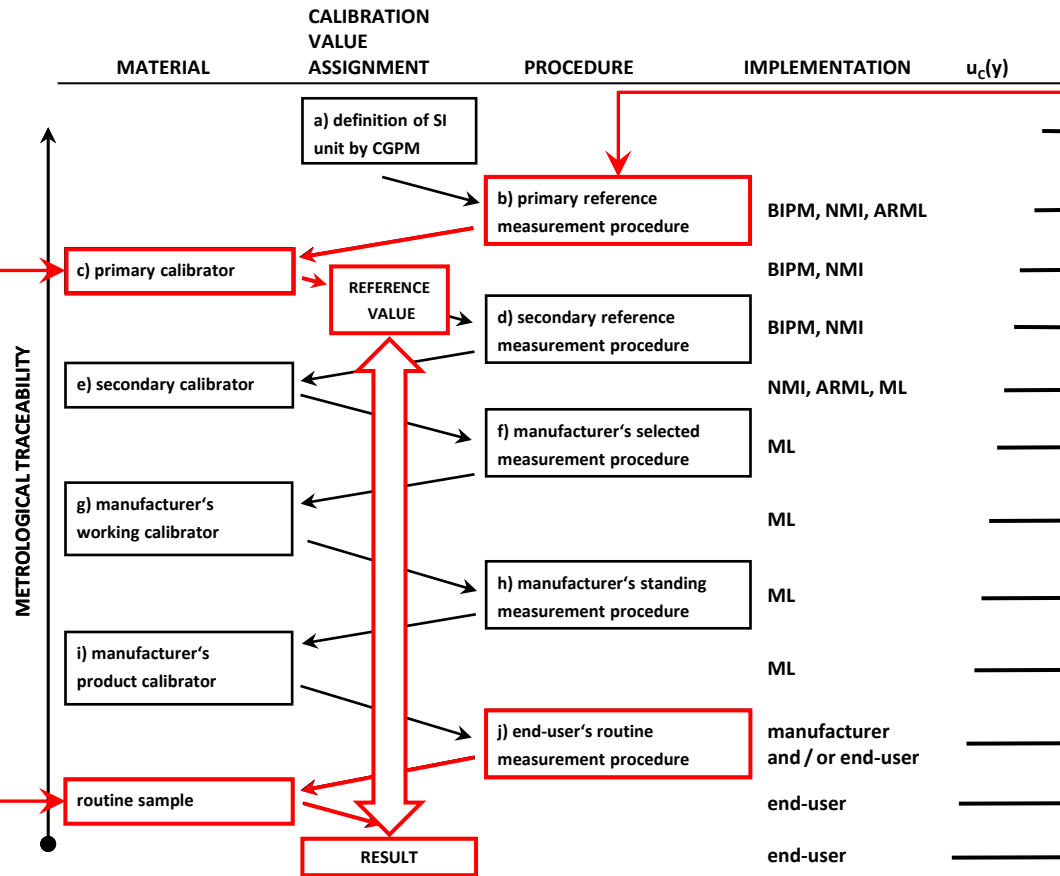 CALIBRATION
VALUE
ASSIGNMENT
MATERIAL
PROCEDURE
IMPLEMENTATION
uC(y)
a) definition of SI
unit by CGPM
b) primary reference
measurement procedure
BIPM, NMI, ARML
c) primary calibrator
BIPM, NMI
REFERENCE
VALUE
d) secondary reference
measurement procedure
BIPM, NMI
e) secondary calibrator
NMI, ARML, ML
f) manufacturer‘s selected
measurement procedure
ML
g) manufacturer‘s
working calibrator
ML
h) manufacturer‘s standing
measurement procedure
ML
i) manufacturer‘s
product calibrator
ML
j) end-user‘s routine
measurement procedure
manufacturer
and / or end-user
routine sample
end-user
RESULT
end-user
METROLOGICAL TRACEABILITY